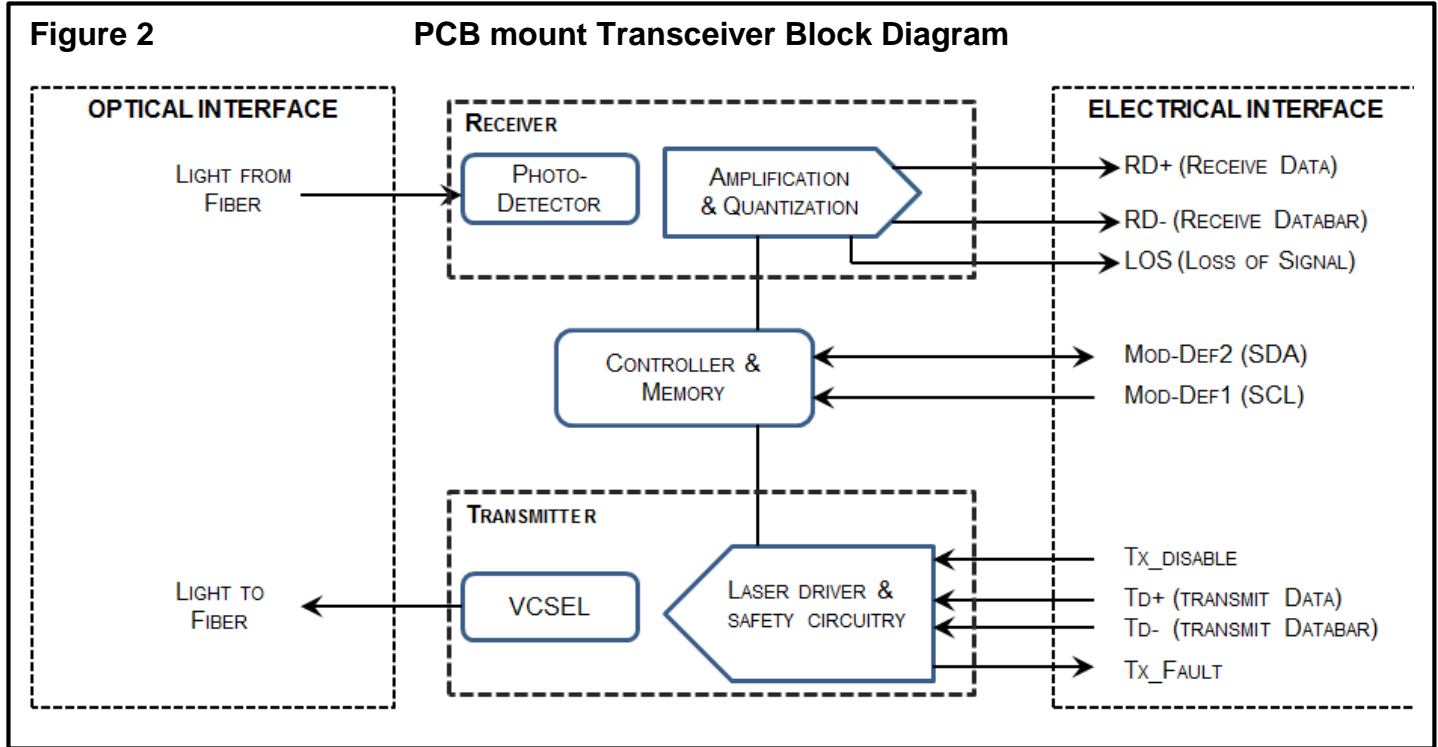 Figure 2 PCB mount Transceiver Block Diagram
OPTICAL INTERFACE
LIGHT FROM
FIBER
LIGHT TO
FIBER
RECEIVER
PHOTO-
DETECTOR
AMPLIFICATION
& QUANTIZATION
CONTROLLER &
MEMORY
TRANSMITTER
VCSEL
LASER DRIVER &
SAFETY CIRCUITRY
ELECTRICAL INTERFACE
RD+ (RECEIVE DATA)
RD- (RECEIVE DATABAR)
LOS (LOSS OF SIGNAL)
MOD-DEF2 (SDA)
MOD-DEF1 (SCL)
TX_DISABLE
TD+ (TRANSMIT DATA)
TD- (TRANSMIT DATABAR)
TX_FAULT